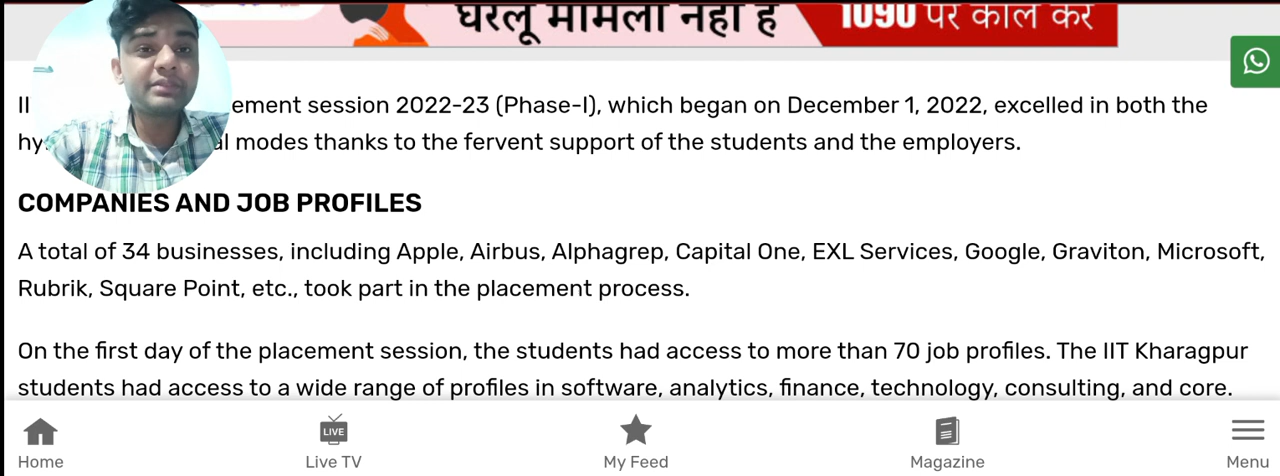 घरेलू मामला नहीं है 1090 पर कॉल करें
ement session 2022-23 (Phase-I), which began on December 1, 2022, excelled in both the
al modes thanks to the fervent support of the students and the employers.
COMPANIES AND JOB PROFILES
A total of 34 businesses, including Apple, Airbus, Alphagrep, Capital One, EXL Services, Google, Graviton, Microsoft,
Rubrik, Square Point, etc., took part in the placement process.
On the first day of the placement session, the students had access to more than 70 job profiles. The IIT Kharagpur
students had access to a wide range of profiles in software, analytics, finance, technology, consulting, and core.
LIVE
Home Live TV My Feed Magazine Menu